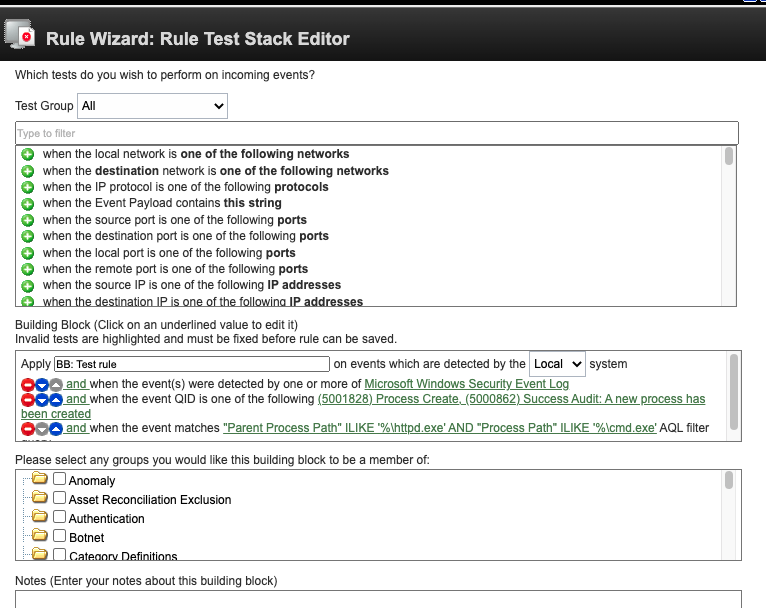 Rule Wizard: Rule Test Stack Editor
Which tests do you wish to perform on incoming events?
Test Group All
Type to filter
when the local network is one of the following networks
when the destination network is one of the following networks
when the IP protocol is one of the following protocols
when the Event Payload contains this string
when the source port is one of the following ports
when the destination port is one of the following ports
when the local port is one of the following ports
when the remote port is one of the following ports
when the source IP is one of the following IP addresses
when the destination IP is one of the following IP addresses
Building Block (Click on an underlined value to edit it)
Invalid tests are highlighted and must be fixed before rule can be saved.
Apply BB: Test rule on events which are detected by the Local system
and when the event(s) were detected by one or more of Microsoft Windows Security Event Log
and when the event QID is one of the following (5001828) Process Create, (5000862) Success Audit: A new process has
been created
and when the event matches "Parent Process Path" ILIKE '%\httpd.exe' AND "Process Path" ILIKE '%\cmd.exe' AQL filter
Please select any groups you would like this building block to be a member of:
Anomaly
Asset Reconciliation Exclusion
Authentication
Botnet
Category Definitions
Notes (Enter your notes about this building block)